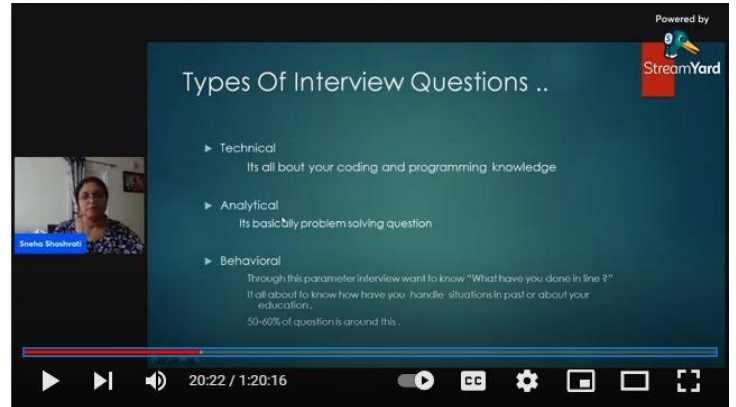 Powered by
StreamYard
Types Of Interview Questions ..
Technical
Its all bout your coding and programming knowledge
Analytical
Its basically problem solving question
Sneha Shashvati
Behavioral
Through this parameter interview want to know "What have you done in line ?"
It all about to know how have you handle situations in past or about your
education .
50-60% of question is around this .
20:22 / 1:20:16
CC